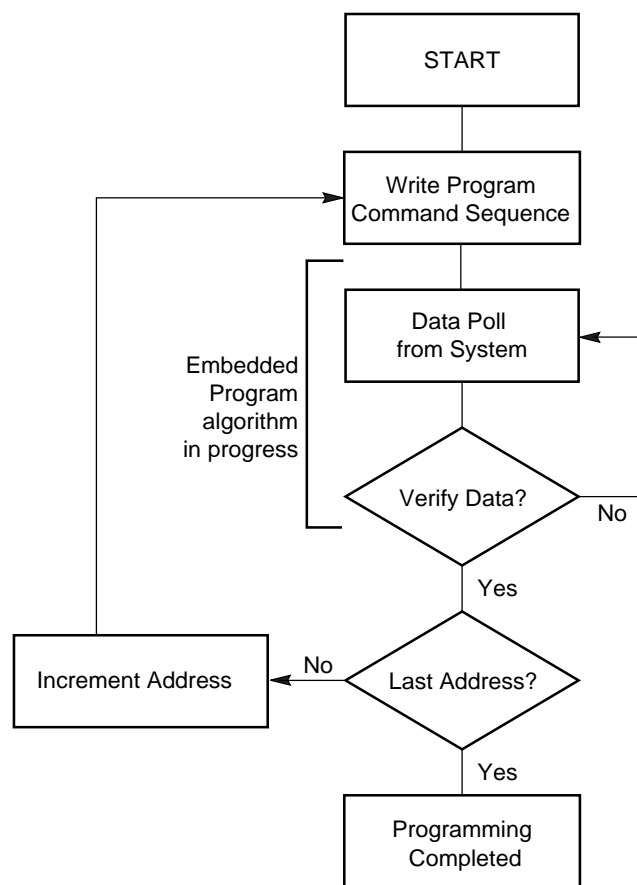 START
Write Program
Command Sequence
Data Poll
from System
Embedded
Program
algorithm
in progress
Verify Data?
No
Yes
Increment Address
No
Last Address?
Yes
Programming
Completed